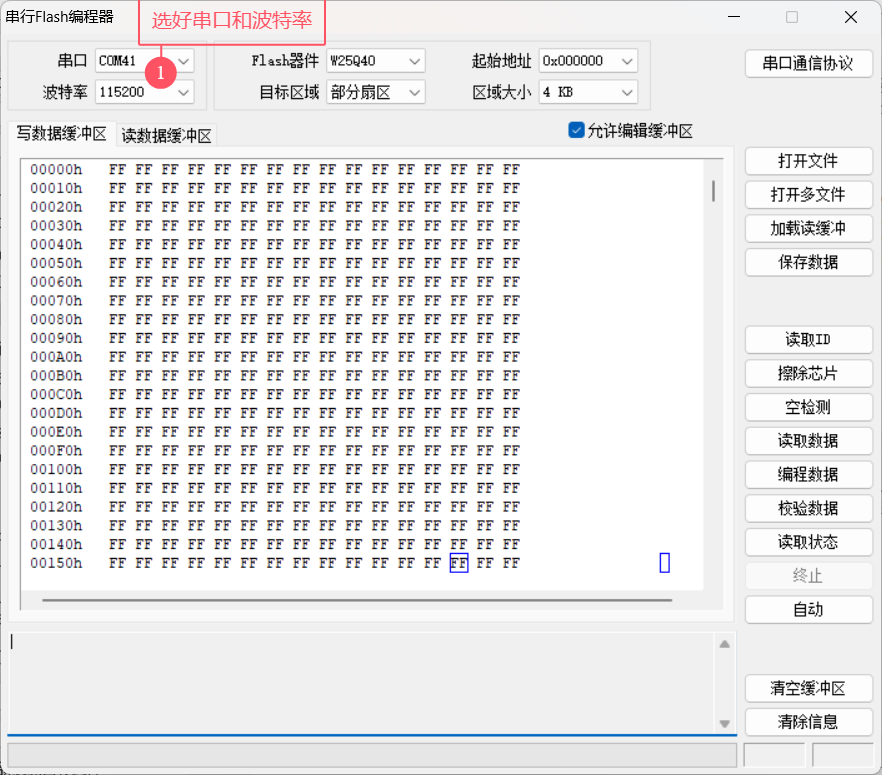 串行Flash编程器
选好串口和波特率
1
串口 COM41
Flash器件 W25Q40
起始地址 0x000000
串口通信协议
波特率 115200
目标区域 部分扇区
区域大小 4 KB
写数据缓冲区 读数据缓冲区
允许编辑缓冲区
00000h FF FF FF FF FF FF FF FF FF FF FF FF FF FF FF FF
00010h FF FF FF FF FF FF FF FF FF FF FF FF FF FF FF FF
00020h FF FF FF FF FF FF FF FF FF FF FF FF FF FF FF FF
00030h FF FF FF FF FF FF FF FF FF FF FF FF FF FF FF FF
00040h FF FF FF FF FF FF FF FF FF FF FF FF FF FF FF FF
00050h FF FF FF FF FF FF FF FF FF FF FF FF FF FF FF FF
00060h FF FF FF FF FF FF FF FF FF FF FF FF FF FF FF FF
00070h FF FF FF FF FF FF FF FF FF FF FF FF FF FF FF FF
00080h FF FF FF FF FF FF FF FF FF FF FF FF FF FF FF FF
00090h FF FF FF FF FF FF FF FF FF FF FF FF FF FF FF FF
000A0h FF FF FF FF FF FF FF FF FF FF FF FF FF FF FF FF
000B0h FF FF FF FF FF FF FF FF FF FF FF FF FF FF FF FF
000C0h FF FF FF FF FF FF FF FF FF FF FF FF FF FF FF FF
000D0h FF FF FF FF FF FF FF FF FF FF FF FF FF FF FF FF
000E0h FF FF FF FF FF FF FF FF FF FF FF FF FF FF FF FF
000F0h FF FF FF FF FF FF FF FF FF FF FF FF FF FF FF FF
00100h FF FF FF FF FF FF FF FF FF FF FF FF FF FF FF FF
00110h FF FF FF FF FF FF FF FF FF FF FF FF FF FF FF FF
00120h FF FF FF FF FF FF FF FF FF FF FF FF FF FF FF FF
00130h FF FF FF FF FF FF FF FF FF FF FF FF FF FF FF FF
00140h FF FF FF FF FF FF FF FF FF FF FF FF FF FF FF FF
00150h FF FF FF FF FF FF FF FF FF FF FF FF FF FF FF FF
打开文件
打开多文件
加载读缓冲
保存数据
读取ID
擦除芯片
空检测
读取数据
编程数据
校验数据
读取状态
终止
自动
清空缓冲区
清除信息